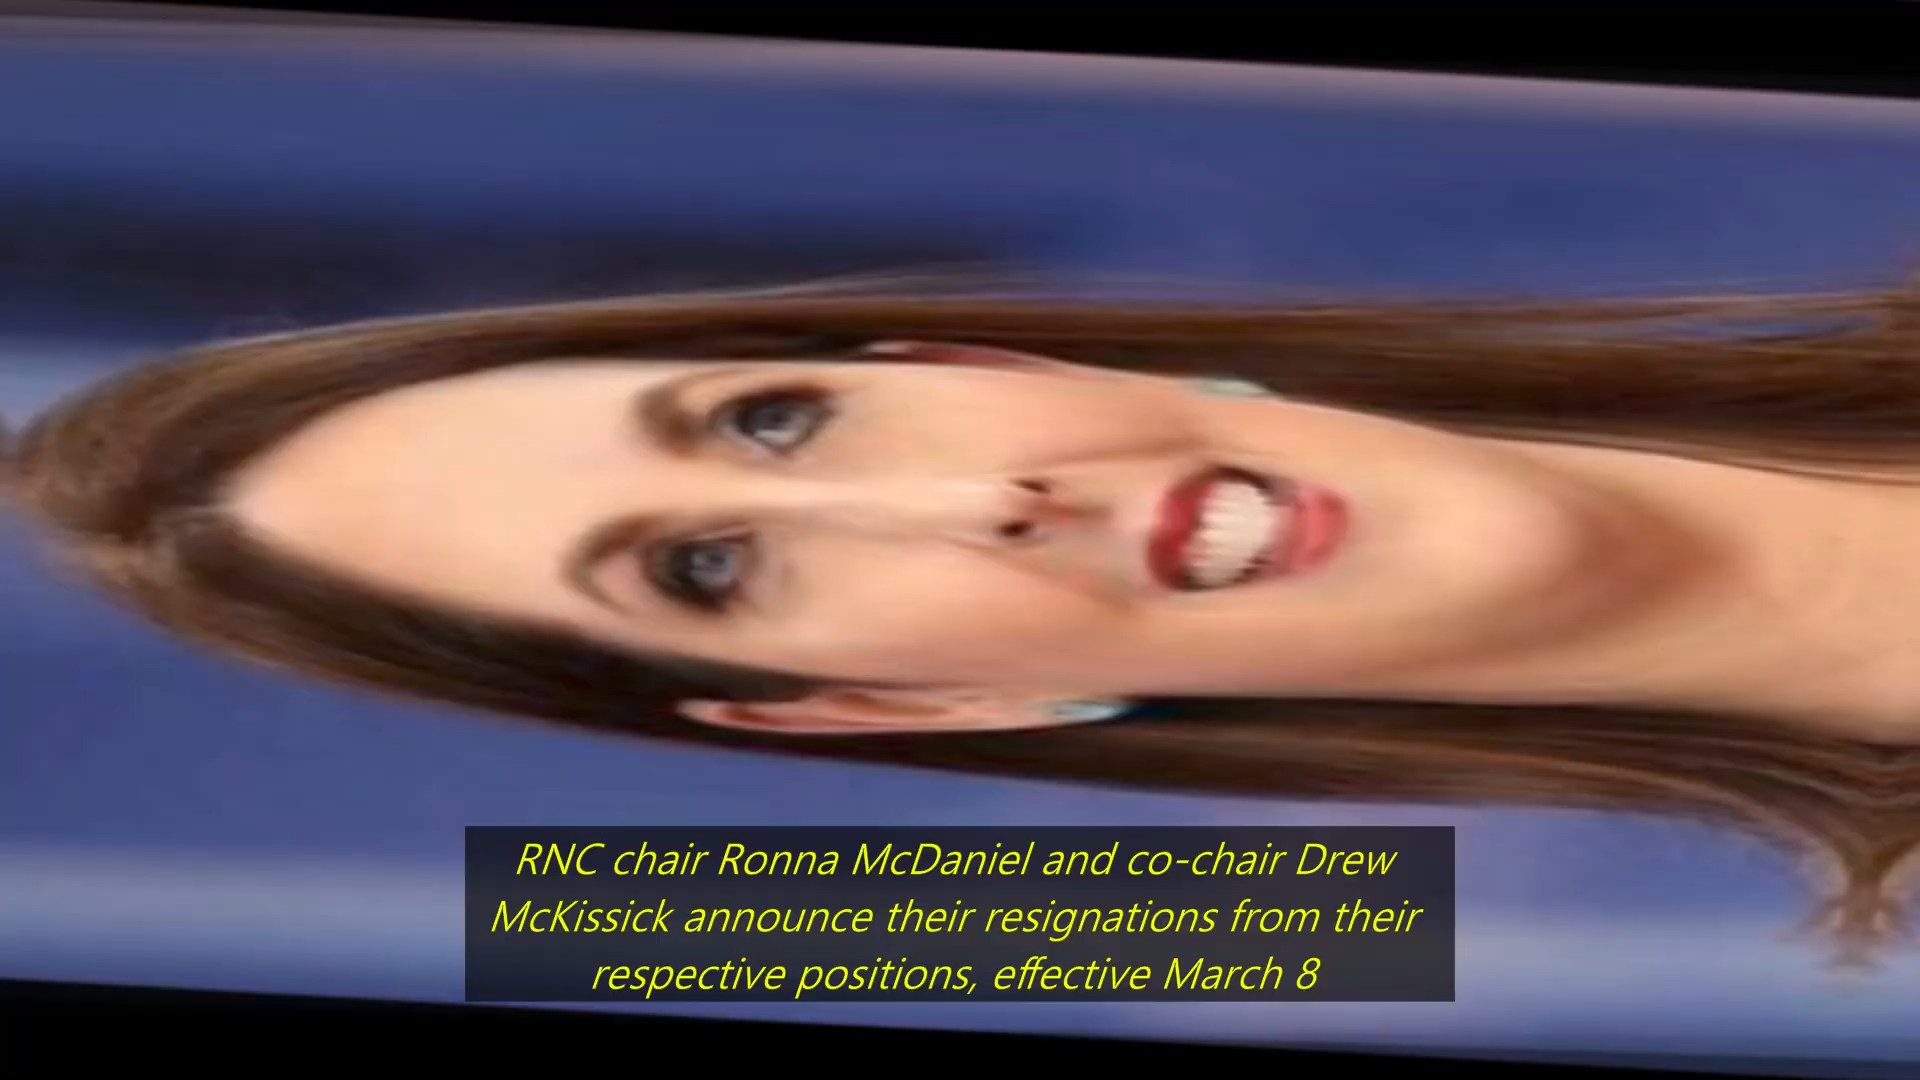 RNC chair Ronna McDaniel and co-chair Drew
McKissick announce their resignations from their
respective positions, effective March 8